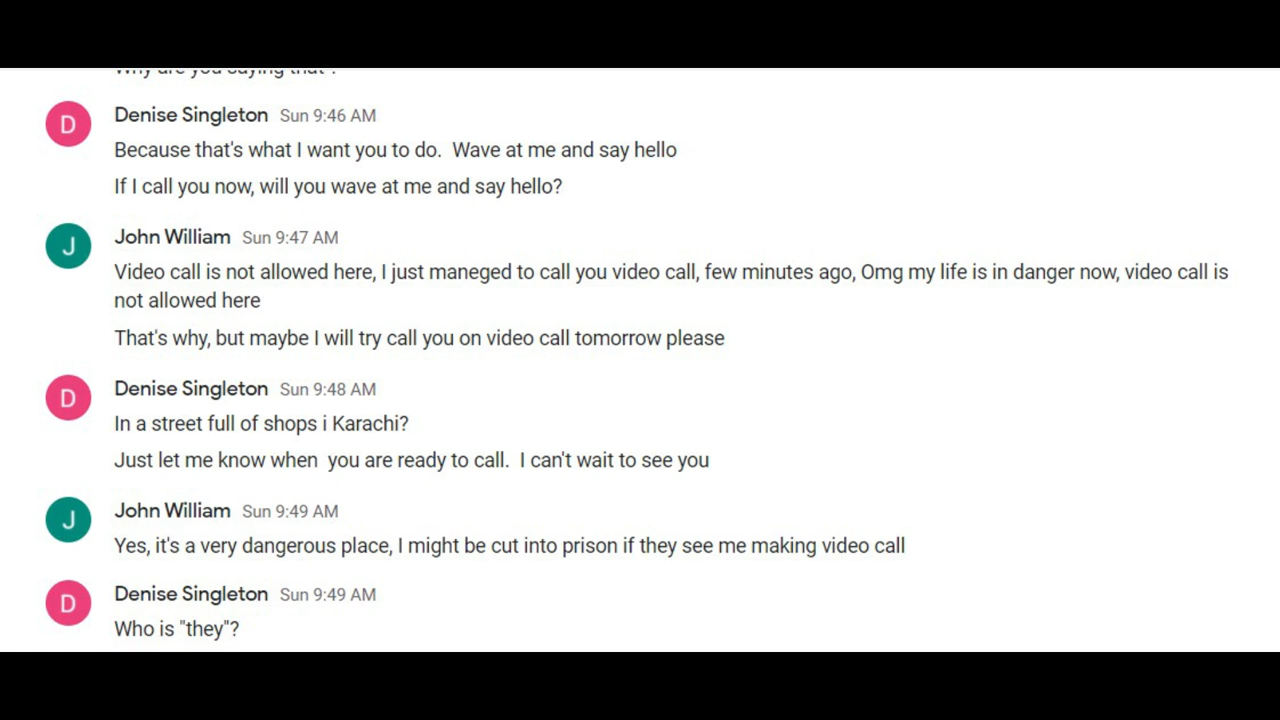 Why are you saying that ?
Denise Singleton Sun 9:46 AM
D
Because that's what I want you to do.  Wave at me and say hello
If I call you now, will you wave at me and say hello?
John William Sun 9:47 AM
J
Video call is not allowed here, I just maneged to call you video call, few minutes ago, Omg my life is in danger now, video call is
not allowed here
That's why, but maybe I will try call you on video call tomorrow please
Denise Singleton Sun 9:48 AM
D
In a street full of shops i Karachi?
Just let me know when  you are ready to call.  I can't wait to see you
John William Sun 9:49 AM
J
Yes, it's a very dangerous place, I might be cut into prison if they see me making video call
Denise Singleton Sun 9:49 AM
D
Who is "they"?